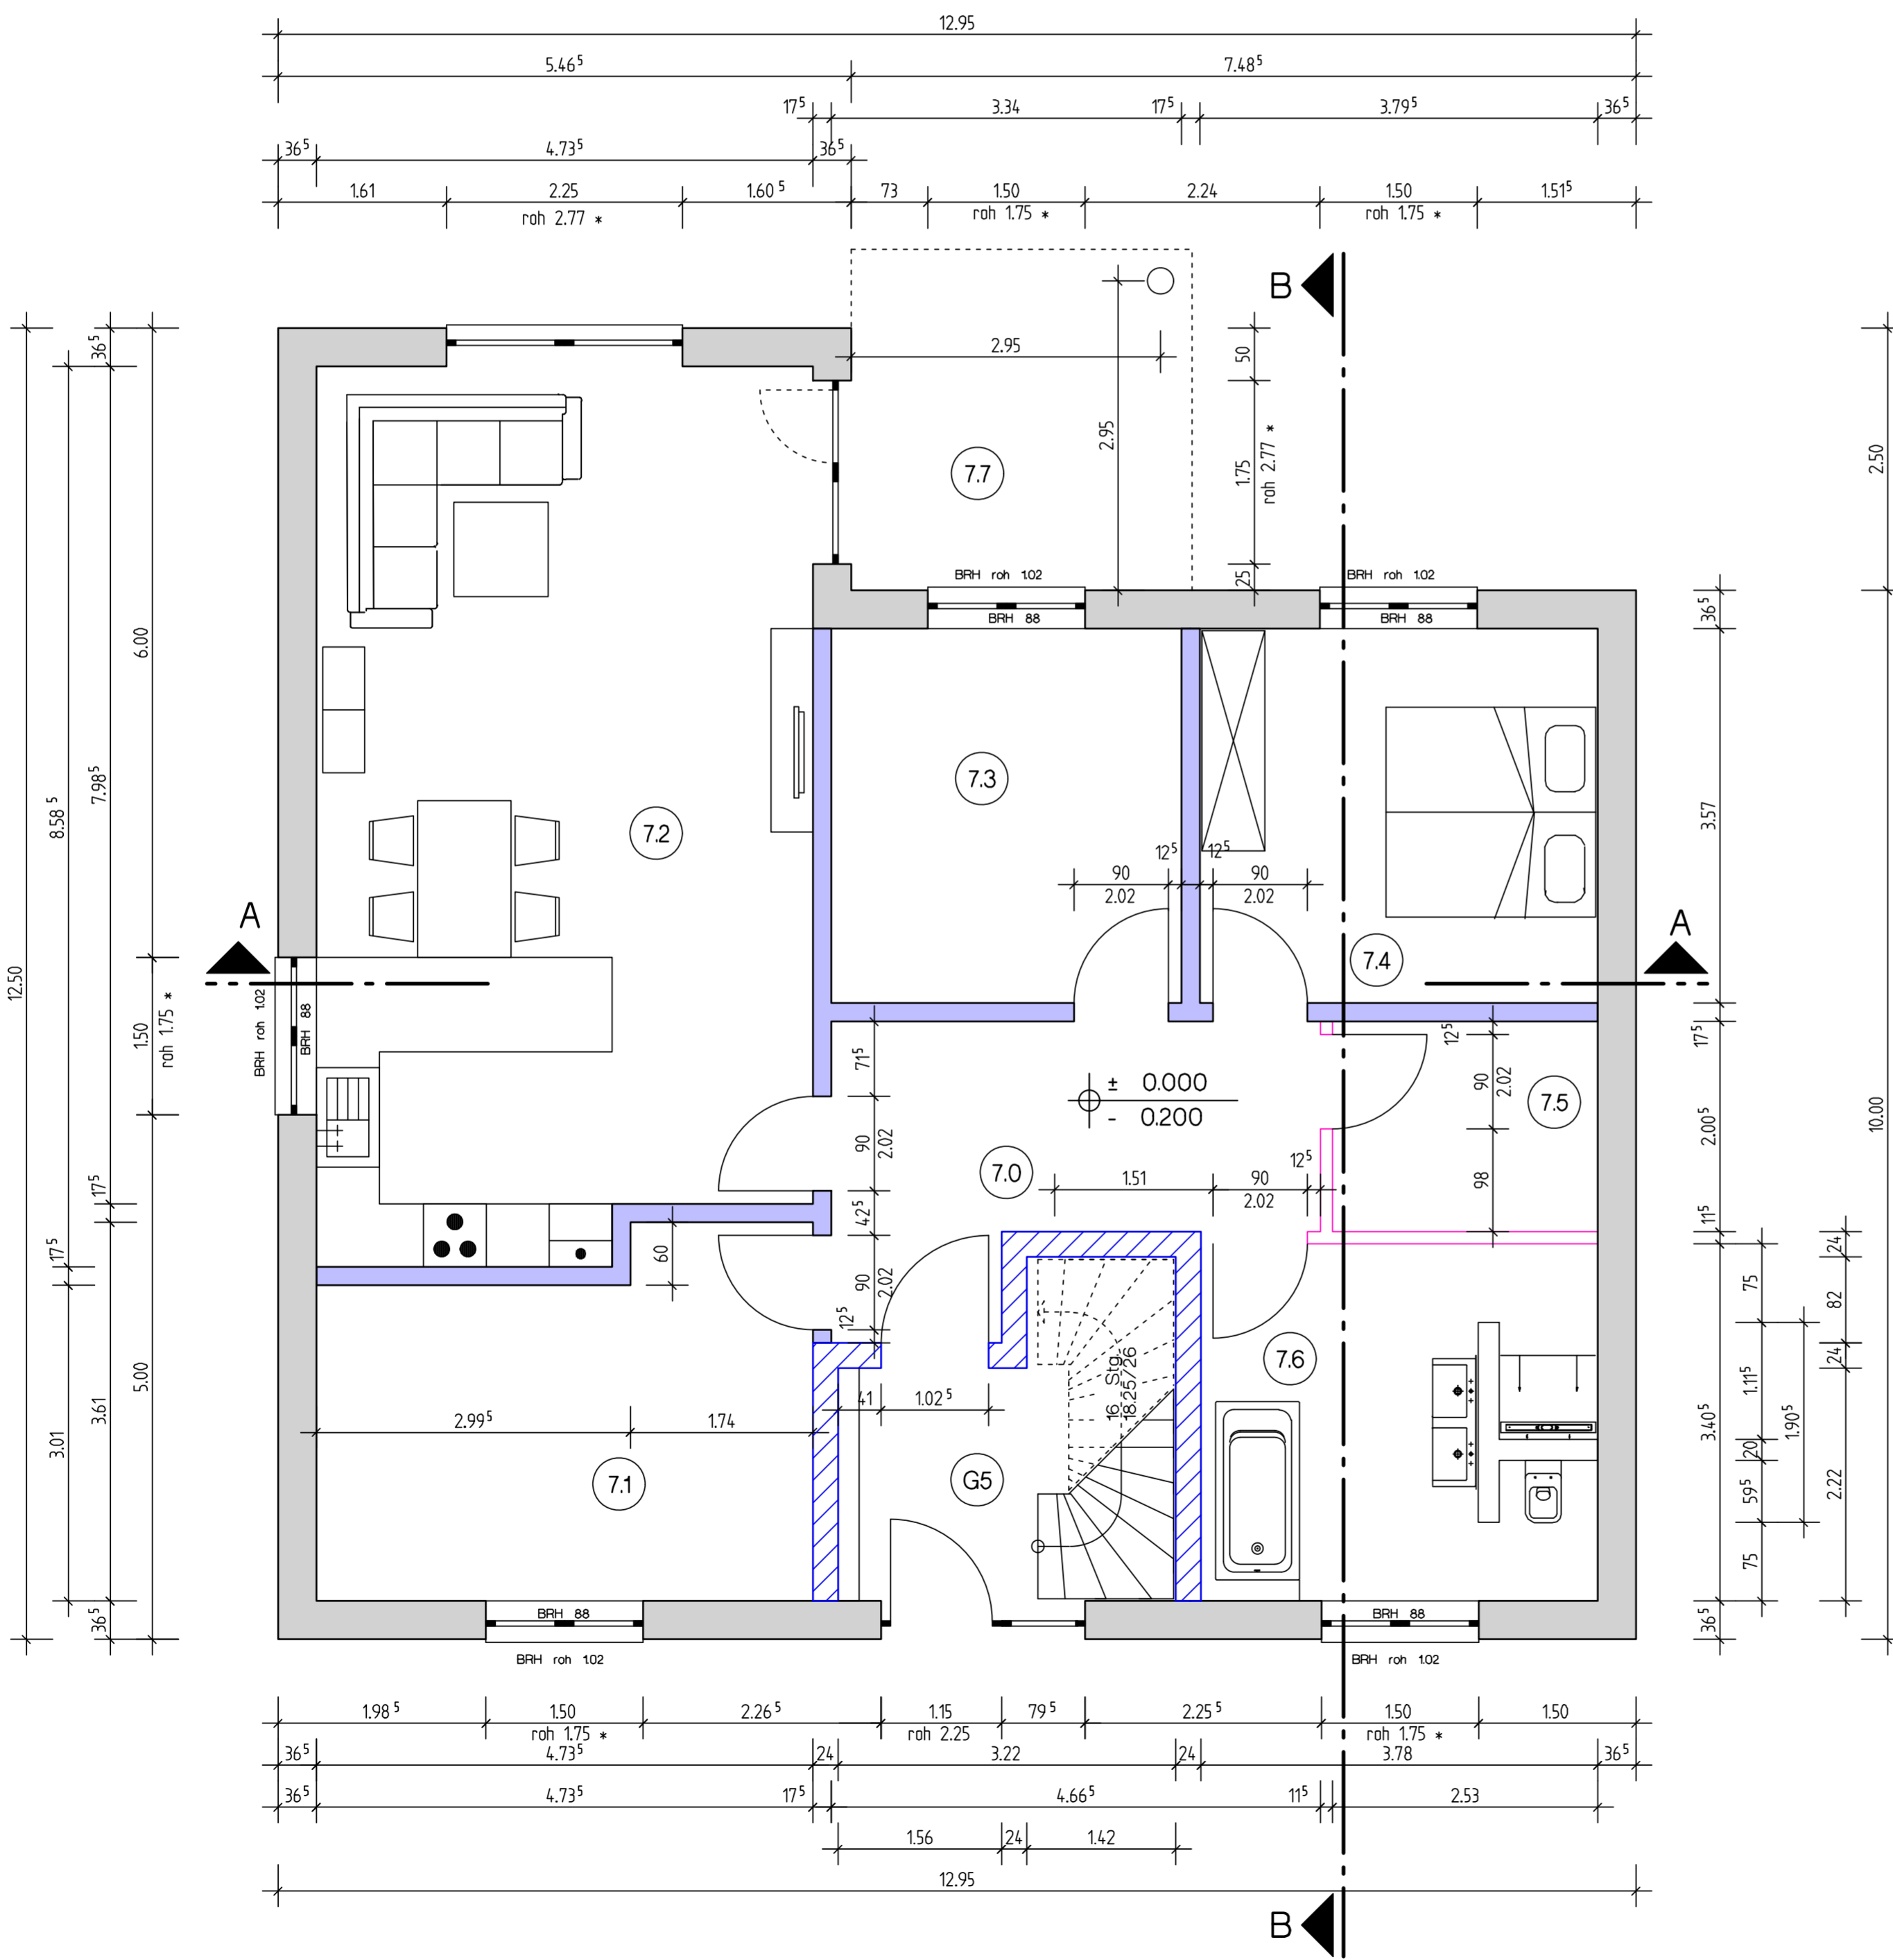 12.95
5.46⁵ 7.48⁵
17⁵ 3.34 17⁵ 3.79⁵ 36⁵
36⁵ 4.73⁵ 36⁵
1.61 2.25 1.60⁵ 73 1.50 2.24 1.50 1.51⁵
roh 2.77 * roh 1.75 * roh 1.75 *
B
12.50
8.58⁵
3.01
17⁵
36⁵
7.98⁵
17⁵
3.61
36⁵
6.00
1.50
roh 1.75 *
5.00
2.95
2.95
50
1.75
roh 2.77 *
25
7.7
BRH roh 1.02
BRH 88
BRH roh 1.02
BRH 88
7.2
7.3
7.4
12⁵ 12⁵
90 90
2.02 2.02
A
A
BRH roh 1.02
BRH 88
71⁵
90
2.02
42⁵
90
2.02
12⁵
± 0.000
- 0.200
7.0
12⁵
1.51 90
2.02
12⁵
90
2.02
98
7.5
60
2.99⁵ 1.74
7.1
41 1.02⁵
G5
16 Stg.
18.25/26
7.6
BRH 88
BRH roh 1.02
BRH 88
BRH roh 1.02
36⁵
3.57
17⁵
2.00⁵
11⁵
3.40⁵
36⁵
75
1.11⁵
20
59⁵
75
1.90⁵
24
82
24
2.22
2.50
10.00
1.98⁵ 1.50 2.26⁵ 1.15 79⁵ 2.25⁵ 1.50 1.50
roh 1.75 * roh 2.25 roh 1.75 *
36⁵ 4.73⁵ 24 3.22 24 3.78 36⁵
36⁵ 4.73⁵ 17⁵ 4.66⁵ 11⁵ 2.53
1.56 24 1.42
12.95
B